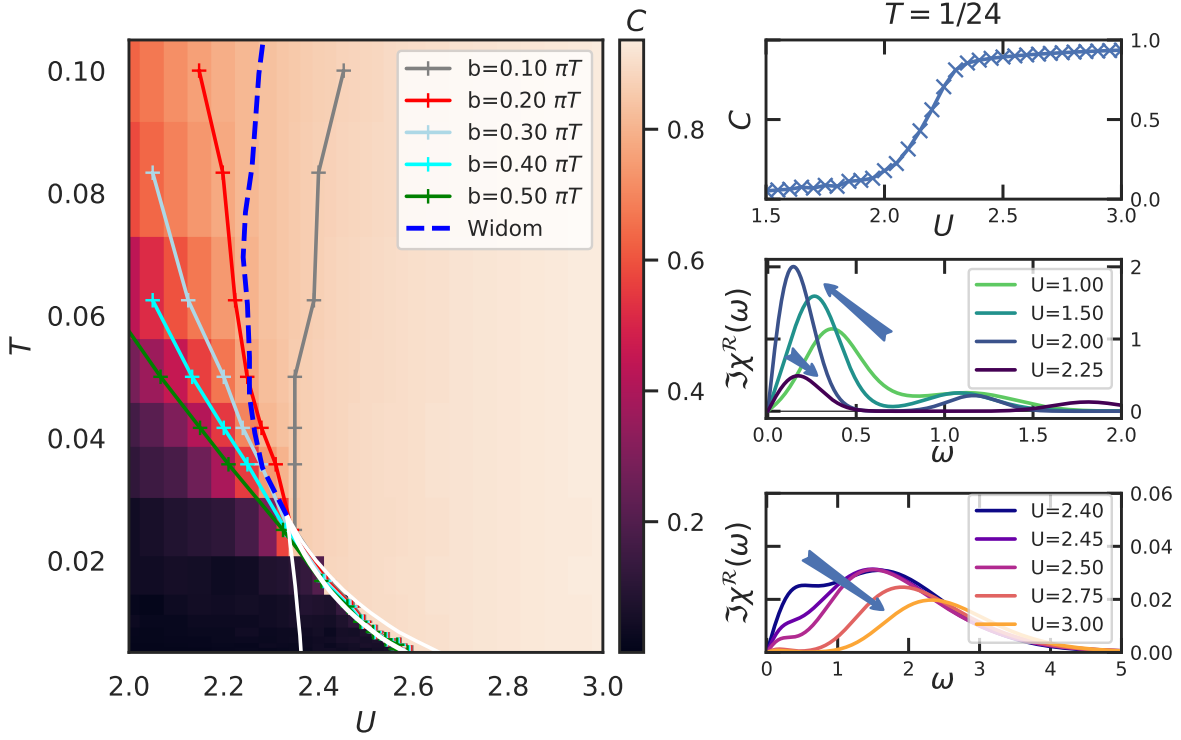 C
0.10
0.08
0.06
0.04
0.02
T
2.0 2.2 2.4 2.6 2.8 3.0
U
b=0.10 πT
b=0.20 πT
b=0.30 πT
b=0.40 πT
b=0.50 πT
Widom
0.8
0.6
0.4
0.2
T = 1/24
C
1.0
0.5
0.0
1.5 2.0 2.5 3.0
U
ℑχᴿ(ω)
U=1.00
U=1.50
U=2.00
U=2.25
2
1
0
0.0 0.5 1.0 1.5 2.0
ω
ℑχᴿ(ω)
U=2.40
U=2.45
U=2.50
U=2.75
U=3.00
0.06
0.04
0.02
0.00
0 1 2 3 4 5
ω